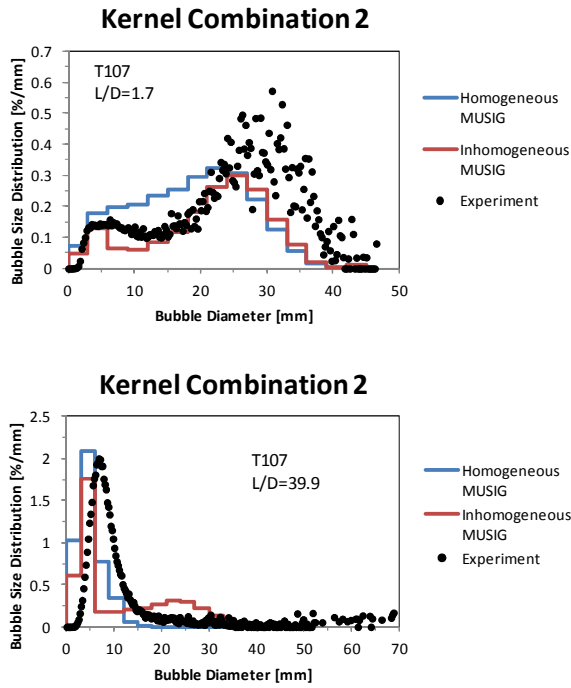 Kernel Combination 2
0.7
0.6
0.5
0.4
0.3
0.2
0.1
0
Bubble Size Distribution [%/mm]
T107
L/D=1.7
0 10 20 30 40 50
Bubble Diameter [mm]
Homogeneous
MUSIG
Inhomogeneous
MUSIG
Experiment
Kernel Combination 2
2.5
2
1.5
1
0.5
0
Bubble Size Distribution [%/mm]
T107
L/D=39.9
0 10 20 30 40 50 60 70
Bubble Diameter [mm]
Homogeneous
MUSIG
Inhomogeneous
MUSIG
Experiment